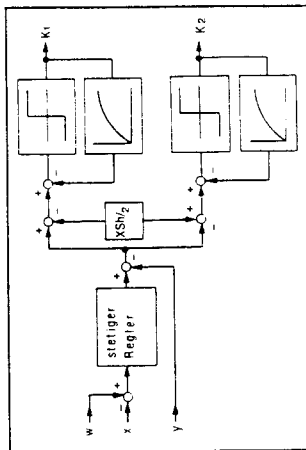 K1
K2
XSh/2
stetiger
Regler
w
x
y
+
-
+
-
+
-
+
-
-
-
+
-